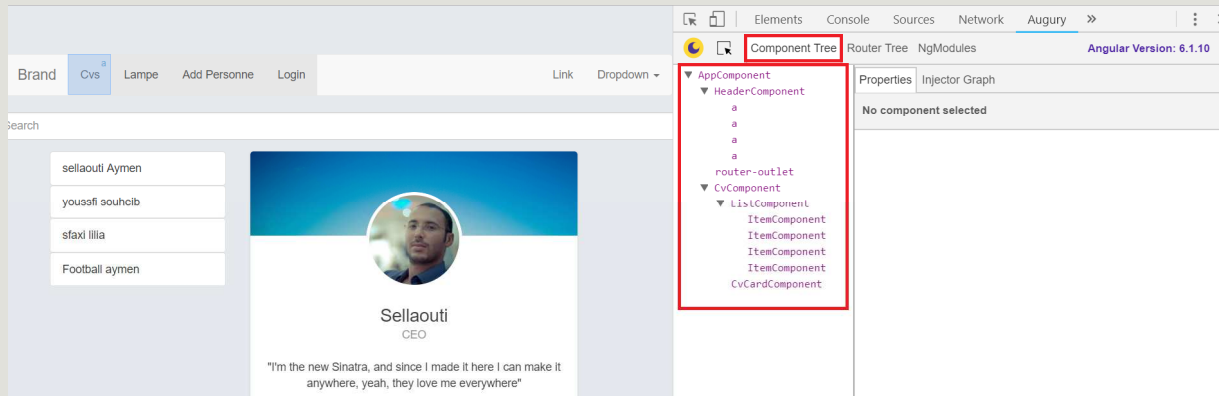 Elements Console Sources Network Augury »
Component Tree Router Tree NgModules Angular Version: 6.1.10
Brand Cvs a Lampe Add Personne Login Link Dropdown
Search
sellaouti Aymen
youssfi souhcib
sfaxi lilia
Football aymen
Sellaouti
CEO
"I'm the new Sinatra, and since I made it here I can make it
anywhere, yeah, they love me everywhere"
AppComponent
HeaderComponent
a
a
a
a
router-outlet
CvComponent
ListComponent
ItemComponent
ItemComponent
ItemComponent
ItemComponent
CvCardComponent
Properties Injector Graph
No component selected